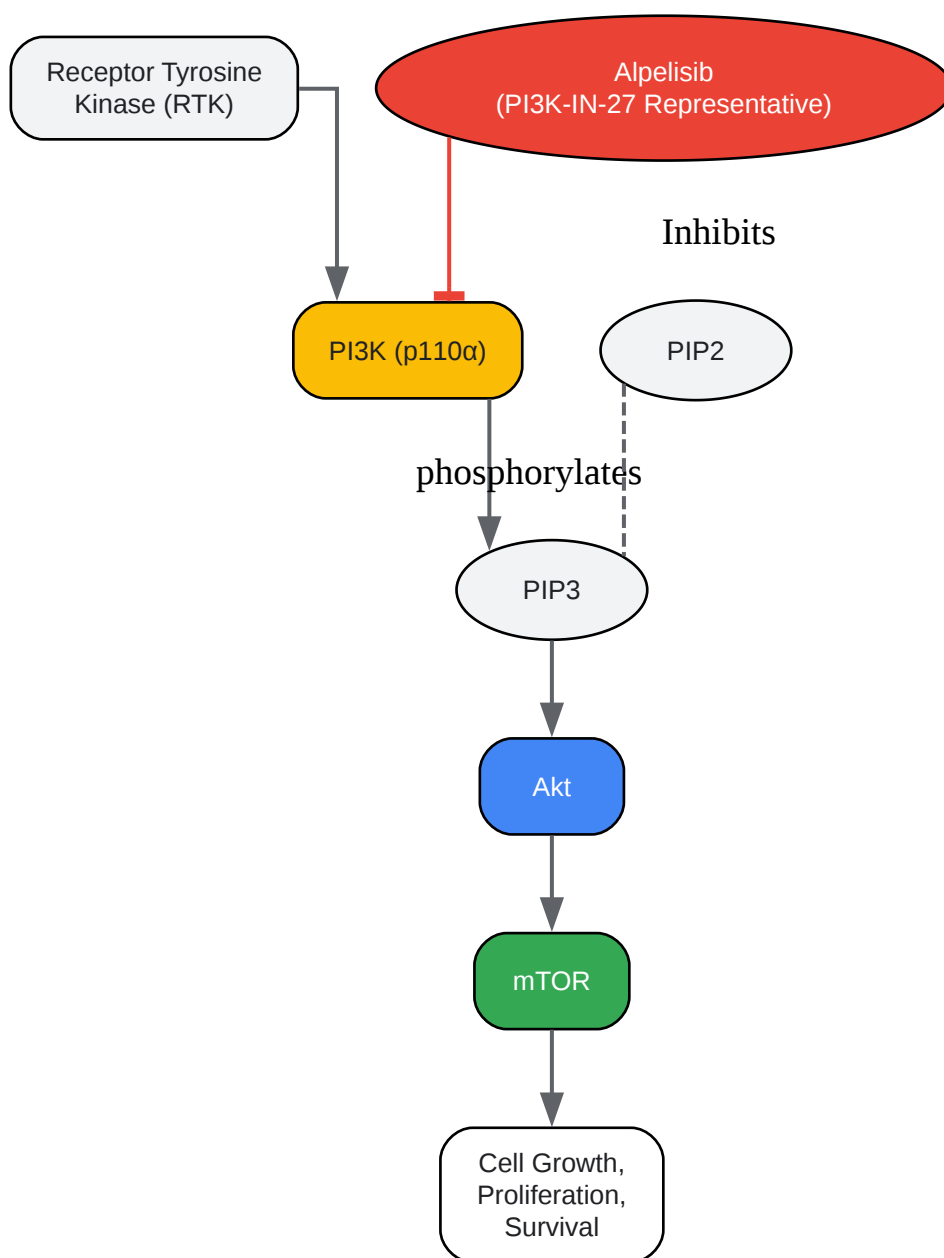 Receptor Tyrosine
Kinase (RTK)
Alpelisib
(PI3K-IN-27 Representative)
Inhibits
PI3K (p110α)
PIP2
phosphorylates
PIP3
Akt
mTOR
Cell Growth,
Proliferation,
Survival